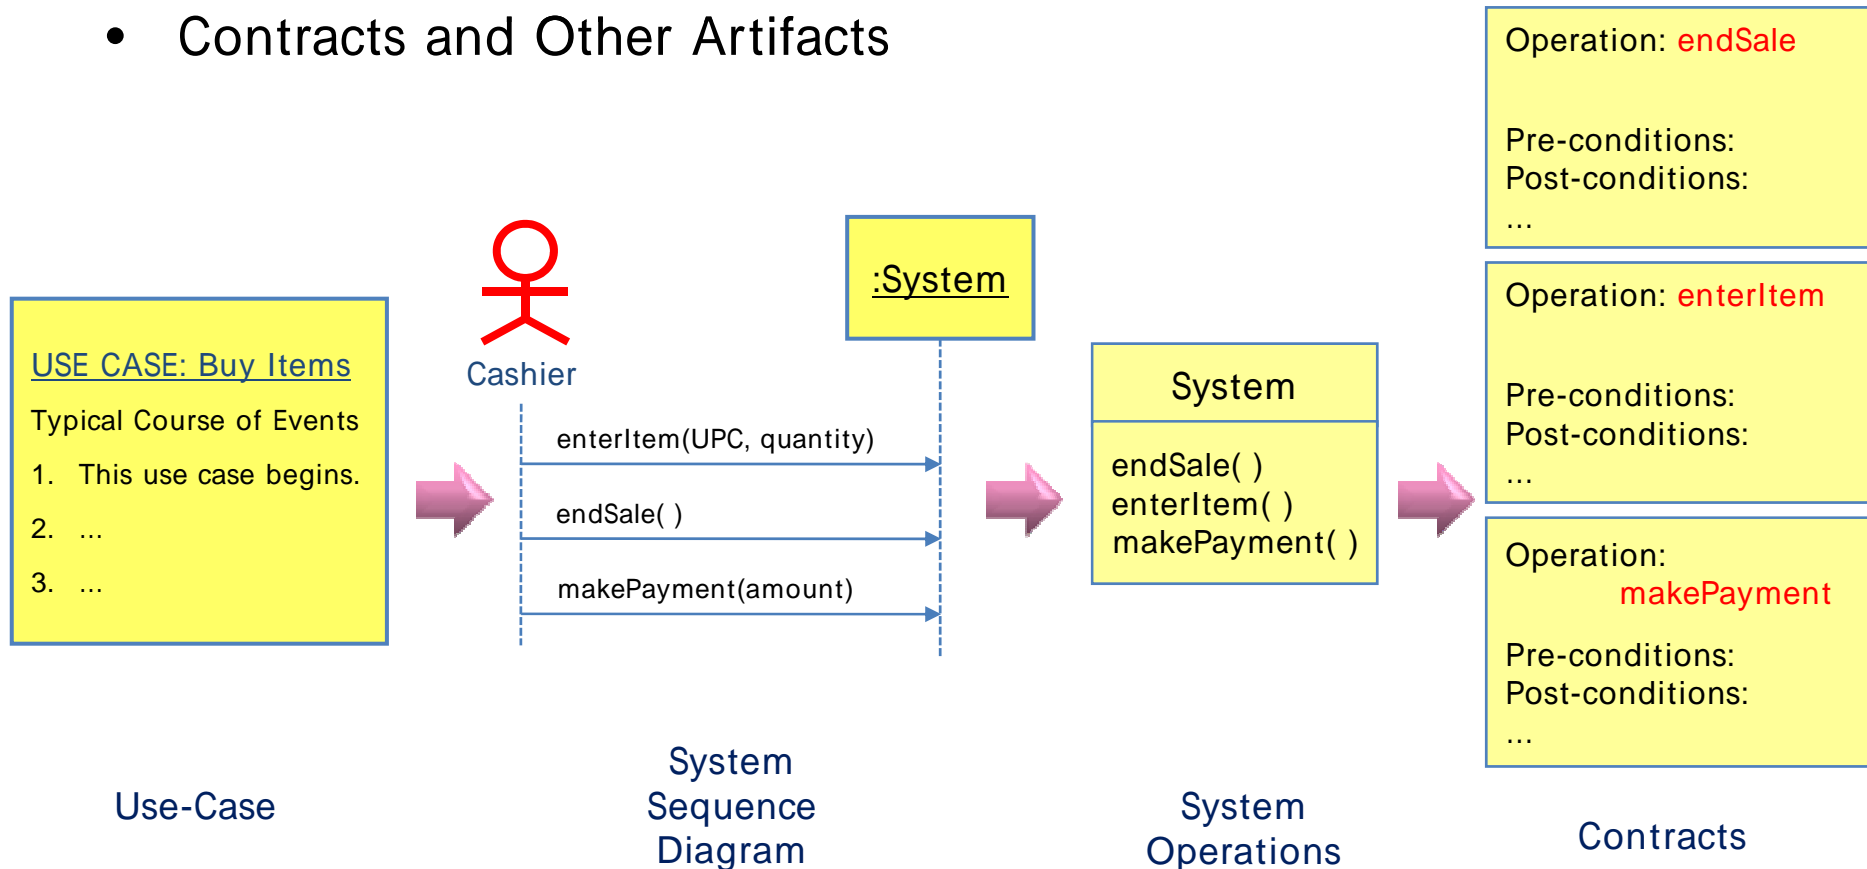 • Contracts and Other Artifacts
USE CASE: Buy Items
Typical Course of Events
1. This use case begins.
2. ...
3. ...
Use-Case
Cashier
:System
enterItem(UPC, quantity)
endSale( )
makePayment(amount)
System
Sequence
Diagram
System
endSale( )
enterItem( )
makePayment( )
System
Operations
Operation: endSale
Pre-conditions:
Post-conditions:
...
Operation: enterItem
Pre-conditions:
Post-conditions:
...
Operation:
makePayment
Pre-conditions:
Post-conditions:
...
Contracts